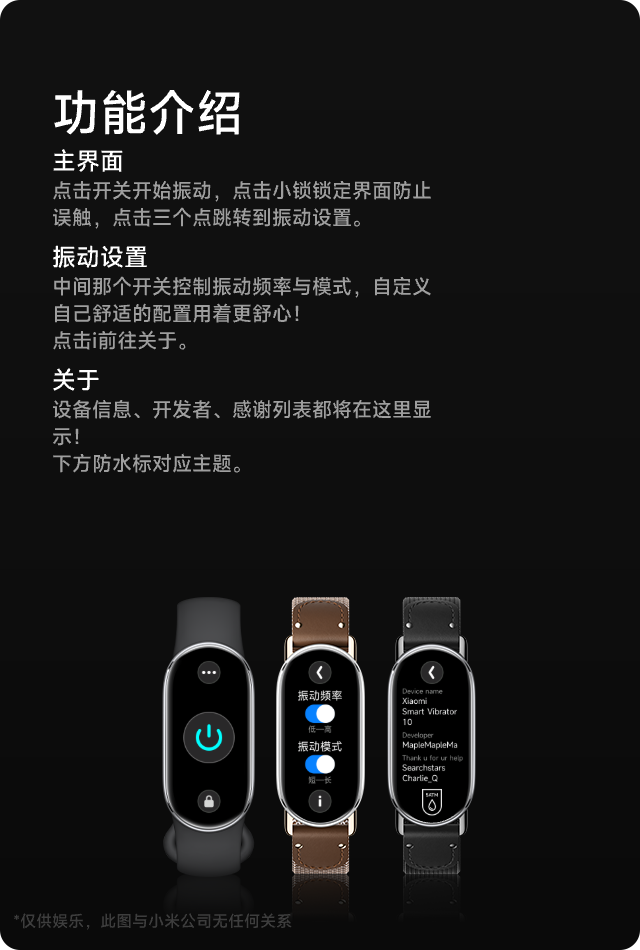 功能介绍
主界面
点击开关开始振动，点击小锁锁定界面防止
误触，点击三个点跳转到振动设置。
振动设置
中间那个开关控制振动频率与模式，自定义
自己舒适的配置用着更舒心！
点击i前往关于。
关于
设备信息、开发者、感谢列表都将在这里显
示！
下方防水标对应主题。
振动频率
低—高
振动模式
短—长
i
Device name
Xiaomi
Smart Vibrator
10
Developer
MapleMapleMa
Thank u for ur help
Searchstars
Charlie_Q
5ATM
*仅供娱乐，此图与小米公司无任何关系